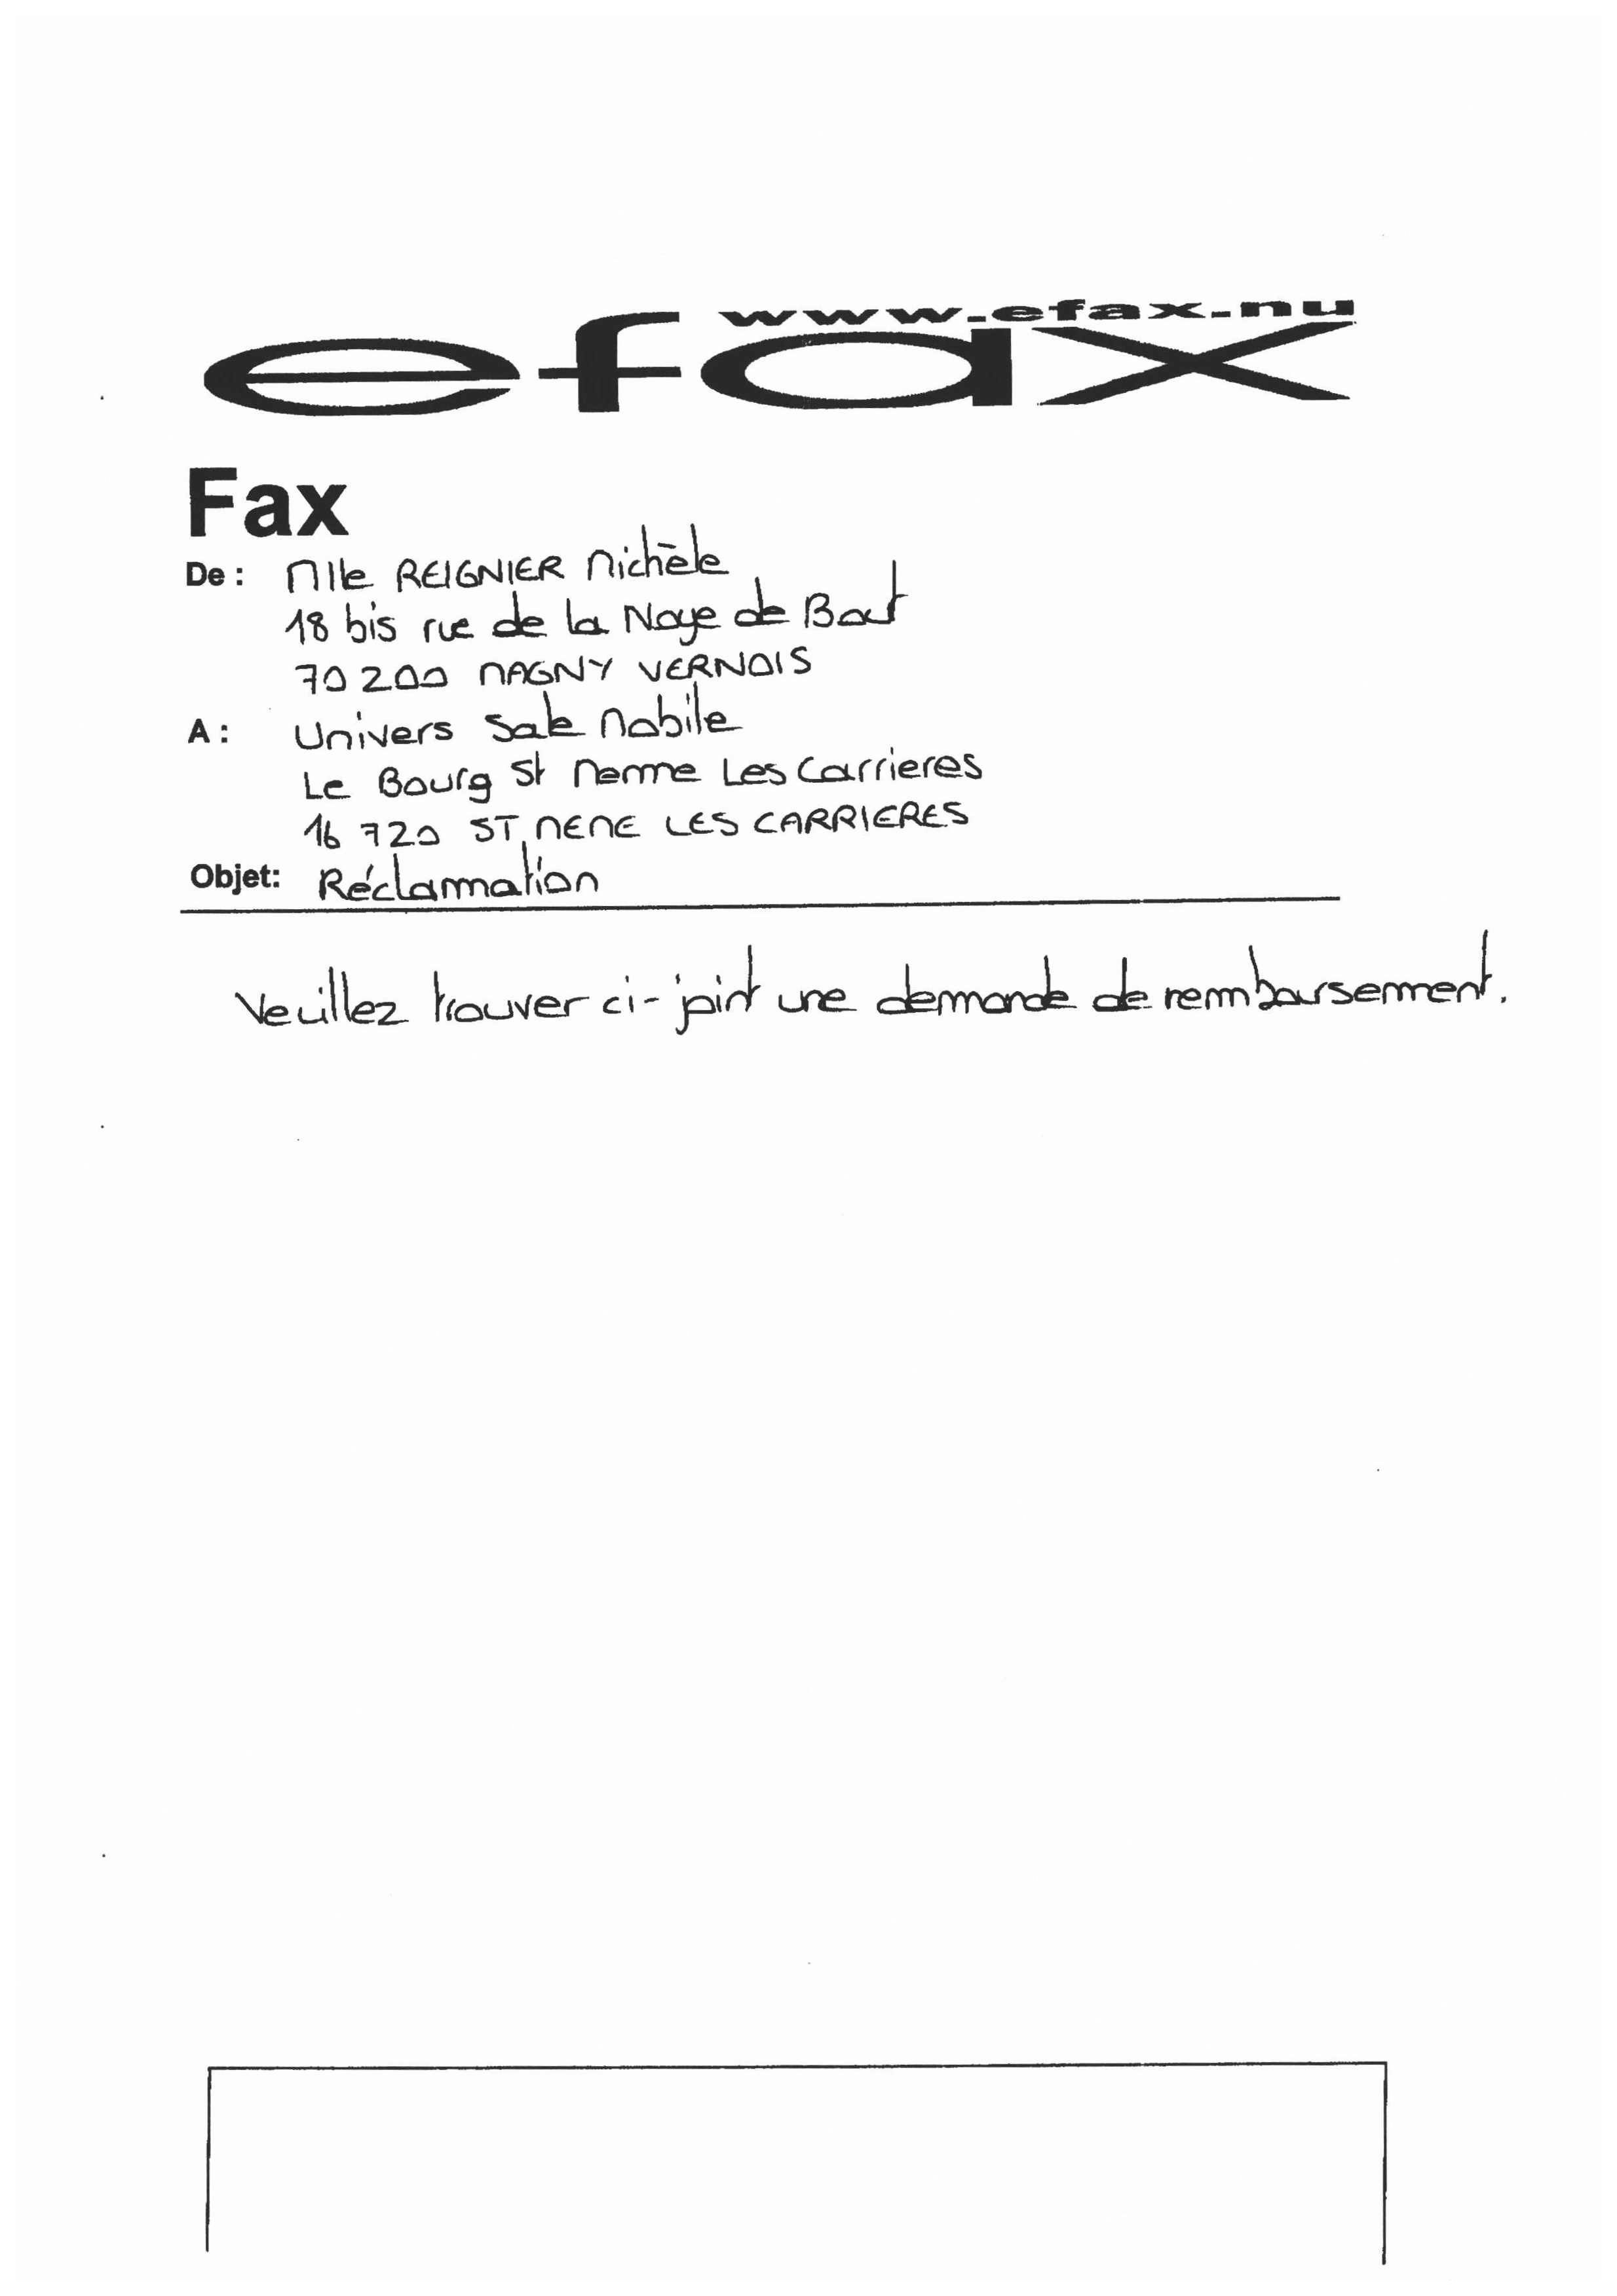 www.efax.nu
efax
Fax
De : Mlle REIGNIER Michèle
18 bis rue de la Noye de Bout
70 200 MAGNY VERNOIS
A : Univers Sale Mobile
Le Bourg St Meme Les Carrieres
16 720 ST MEME LES CARRIERES
Objet: Réclamation
Veuillez trouver ci-joint une demande de remboursement.